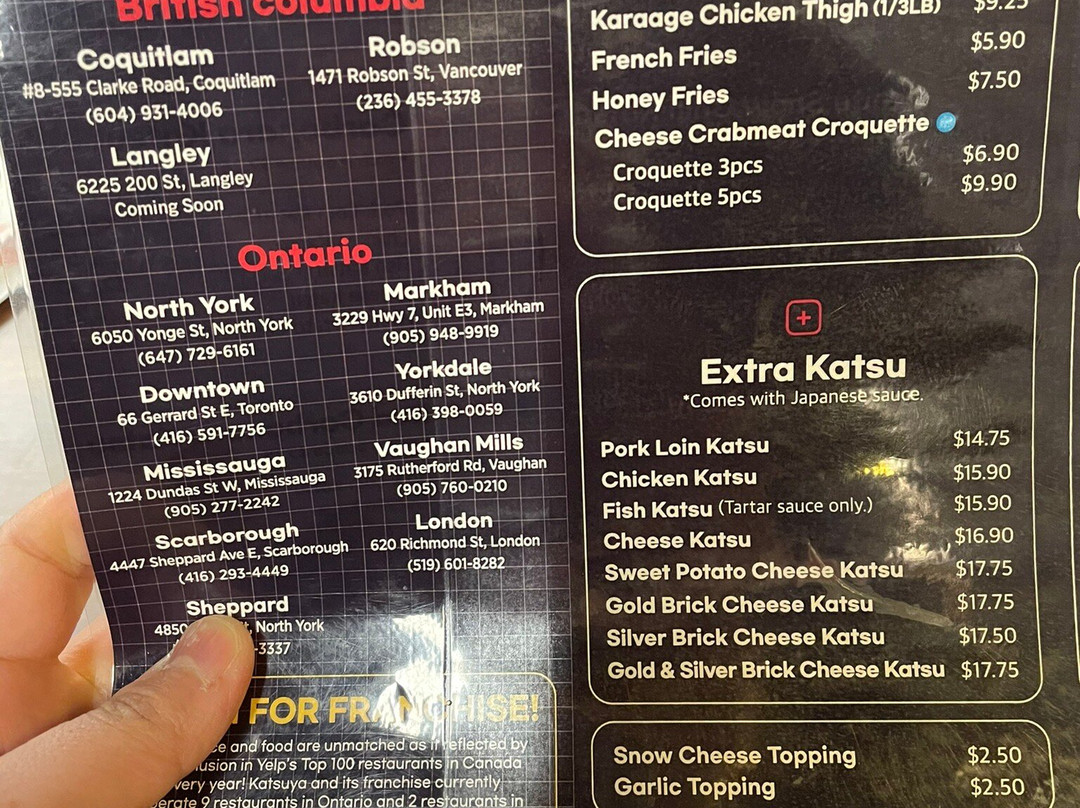 British Columbia
Coquitlam
#8-555 Clarke Road, Coquitlam
(604) 931-4006
Robson
1471 Robson St, Vancouver
(236) 455-3378
Langley
6225 200 St, Langley
Coming Soon
Ontario
North York
6050 Yonge St, North York
(647) 729-6161
Markham
3229 Hwy 7, Unit E3, Markham
(905) 948-9919
Downtown
66 Gerrard St E, Toronto
(416) 591-7756
Yorkdale
3610 Dufferin St, North York
(416) 398-0059
Mississauga
1224 Dundas St W, Mississauga
(905) 277-2242
Vaughan Mills
3175 Rutherford Rd, Vaughan
(905) 760-0210
Scarborough
4447 Sheppard Ave E, Scarborough
(416) 293-4449
London
620 Richmond St, London
(519) 601-8282
Sheppard
4850 North York
-3337
FOR FRANCHISE!
and food are unmatched as it reflected by
in Yelp's Top 100 restaurants in Canada
very year! Katsuya and its franchise currently
9 restaurants in Ontario and 2 restaurants in
Karaage Chicken Thigh (1/3LB) $9.25
French Fries $5.90
Honey Fries $7.50
Cheese Crabmeat Croquette
Croquette 3pcs $6.90
Croquette 5pcs $9.90
+
Extra Katsu
*Comes with Japanese sauce.
Pork Loin Katsu $14.75
Chicken Katsu $15.90
Fish Katsu (Tartar sauce only.) $15.90
Cheese Katsu $16.90
Sweet Potato Cheese Katsu $17.75
Gold Brick Cheese Katsu $17.75
Silver Brick Cheese Katsu $17.50
Gold & Silver Brick Cheese Katsu $17.75
Snow Cheese Topping $2.50
Garlic Topping $2.50